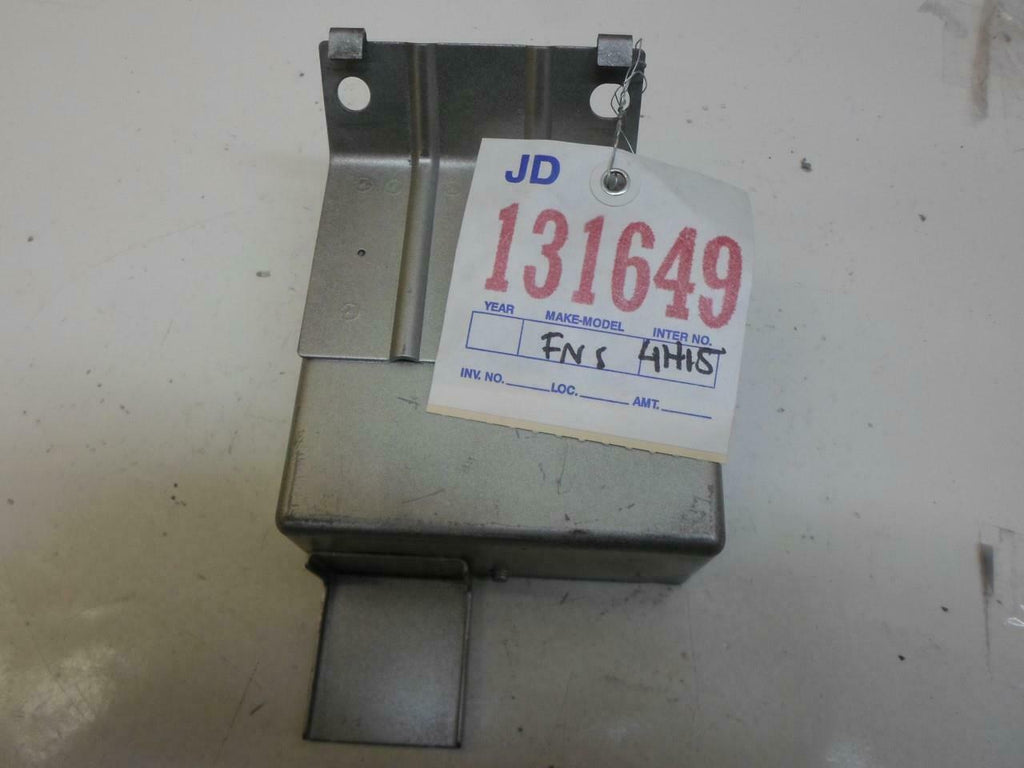 JD
131649
YEAR MAKE-MODEL INTER NO.
FNS 4H15
INV. NO. LOC. AMT.